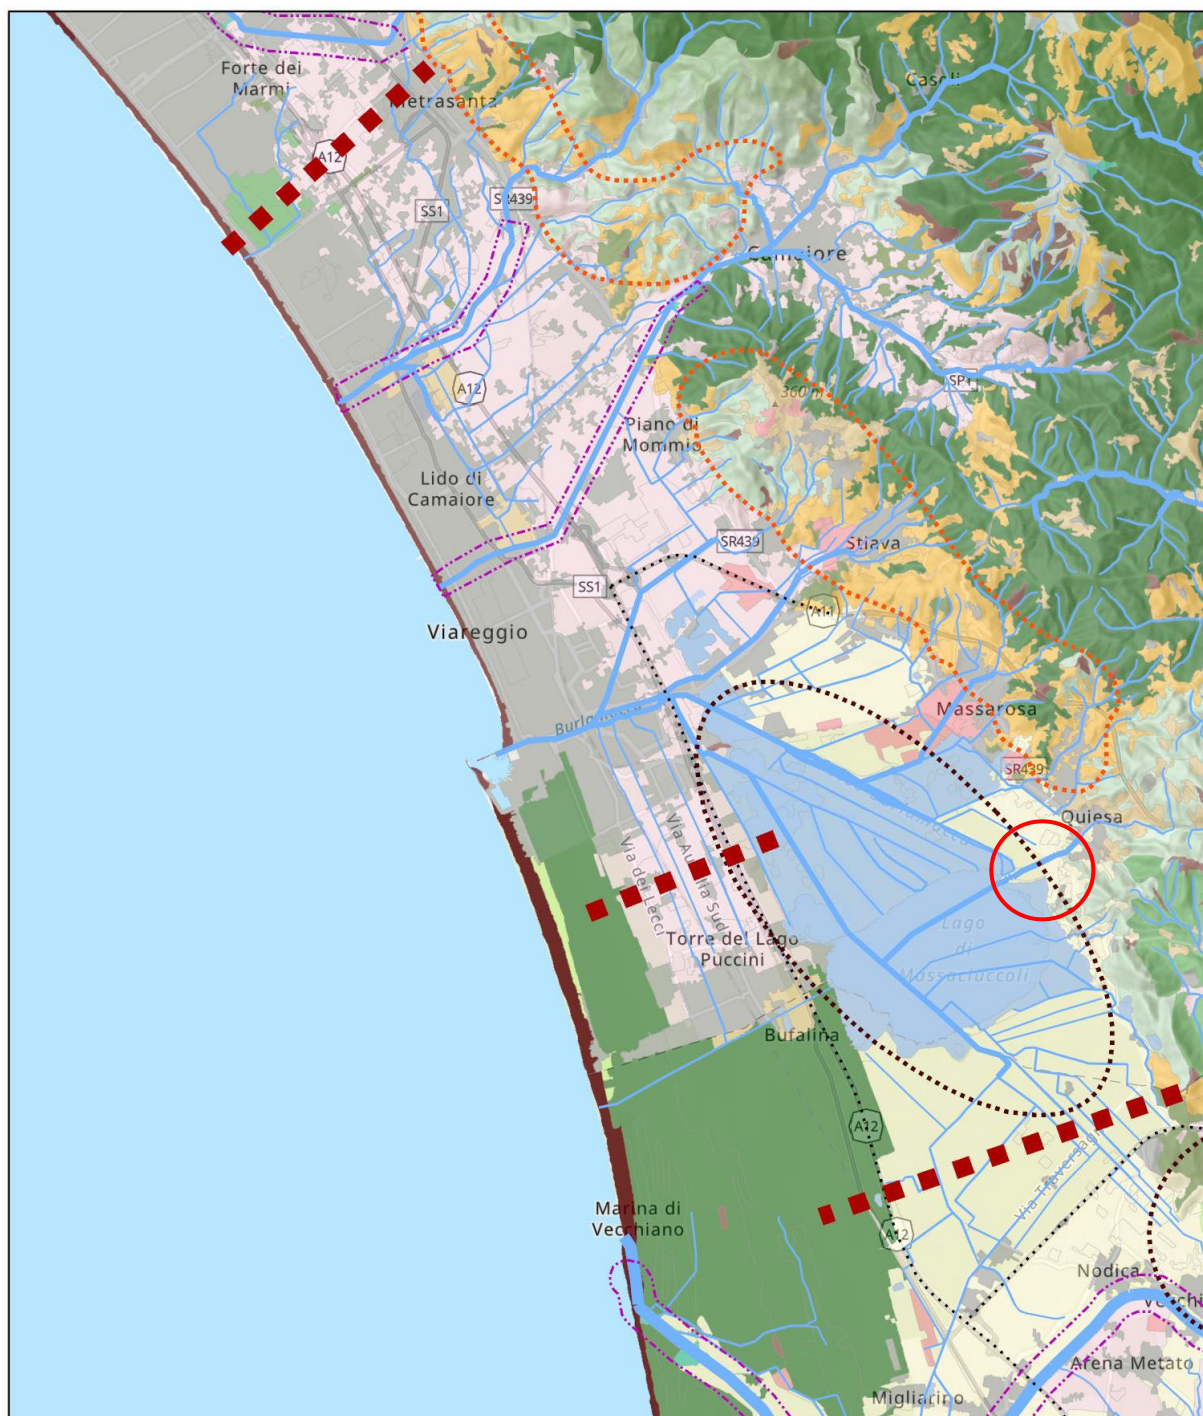 Forte dei
Marmi
Pietrasanta
Casoli
A12
SR439
SS1
Camaiore
A12
SP1
360 m
Piano di
Mommio
Lido di
Camaiore
SR439
Stiava
SS1
A11
Viareggio
Massarosa
Burlamacca
SR439
Quiesa
Via Aurelia Sud
Via dei Lecci
Lago
di
Massaciuccoli
Torre del Lago
Puccini
Bufalina
A12
Via Traversagna
Marina di
Vecchiano
A12
Nodica
Arena Metato
Migliarino